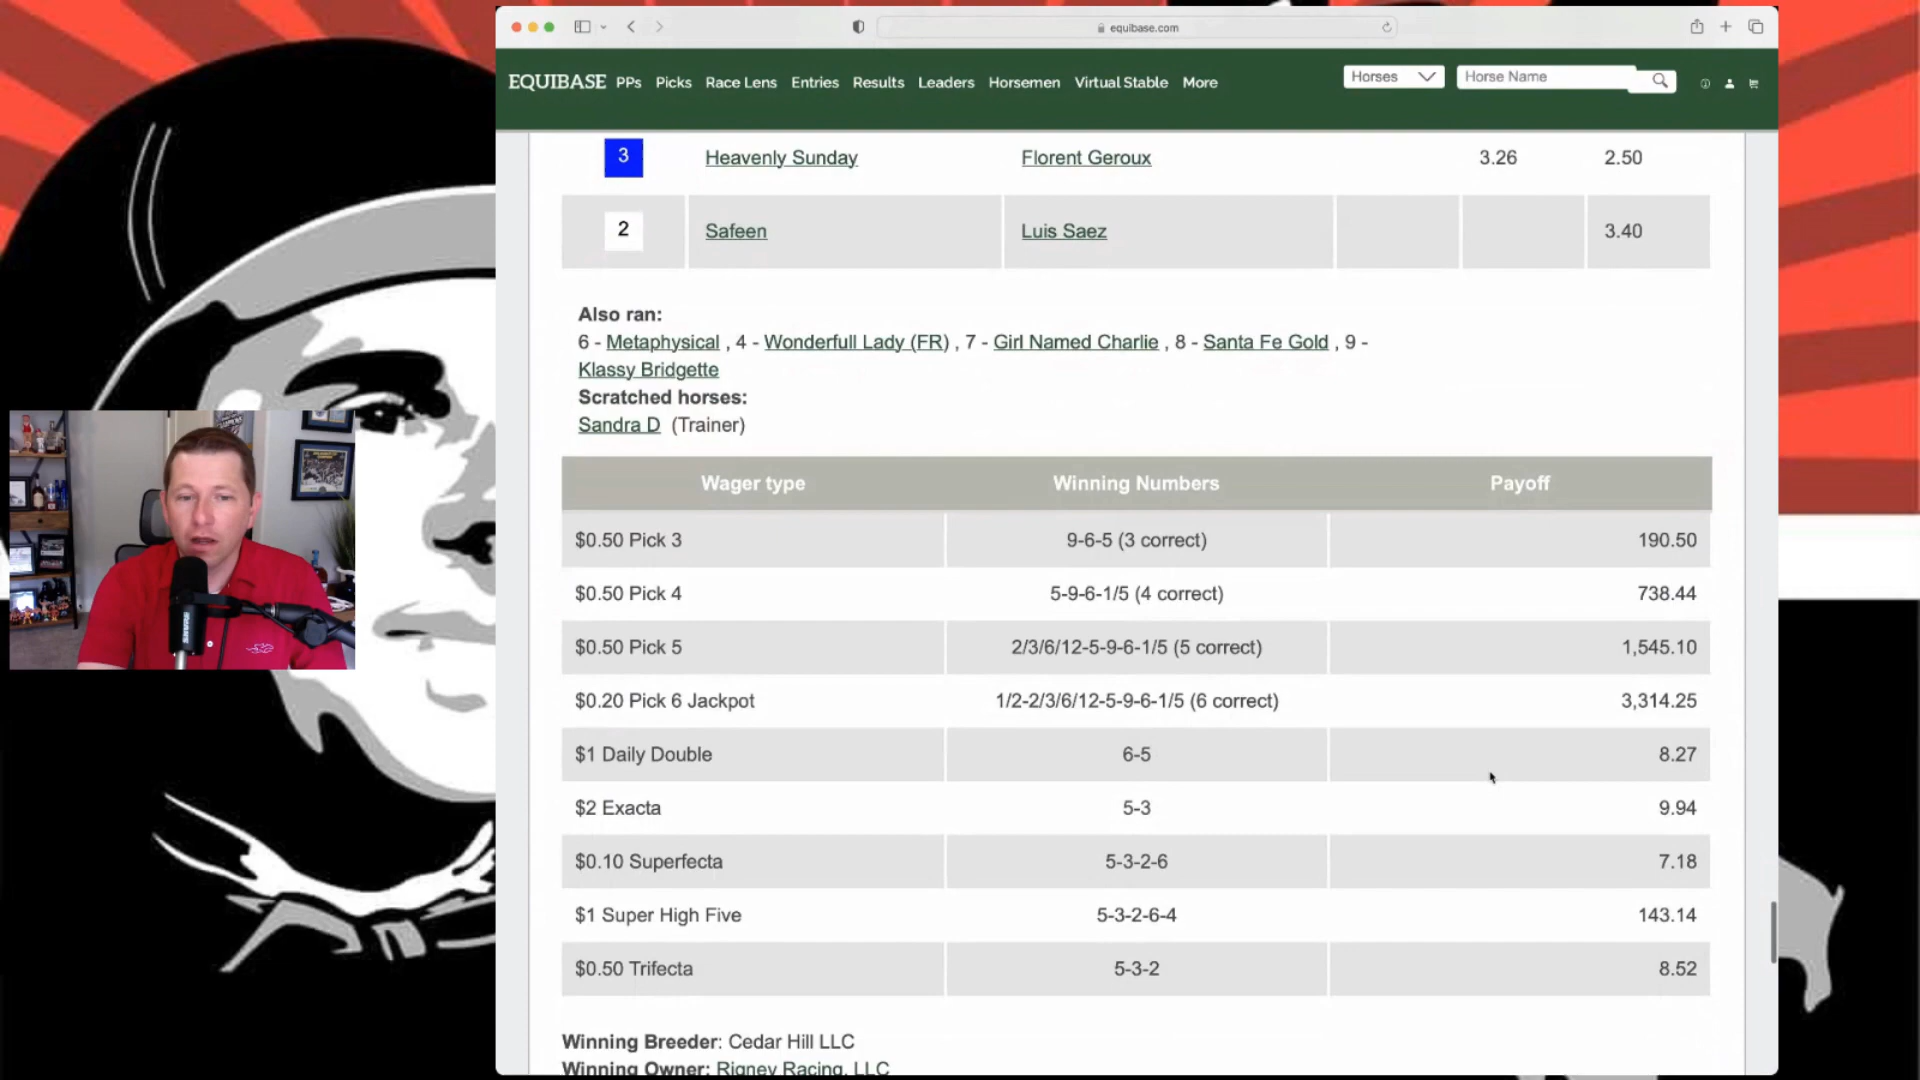 equibase.com
EQUIBASE PPs Picks Race Lens Entries Results Leaders Horsemen Virtual Stable More Horses Horse Name
3 Heavenly Sunday Florent Geroux 3.26 2.50
2 Safeen Luis Saez 3.40
Also ran:
6 - Metaphysical , 4 - Wonderfull Lady (FR) , 7 - Girl Named Charlie , 8 - Santa Fe Gold , 9 -
Klassy Bridgette
Scratched horses:
Sandra D (Trainer)
Wager type Winning Numbers Payoff
$0.50 Pick 3 9-6-5 (3 correct) 190.50
$0.50 Pick 4 5-9-6-1/5 (4 correct) 738.44
$0.50 Pick 5 2/3/6/12-5-9-6-1/5 (5 correct) 1,545.10
$0.20 Pick 6 Jackpot 1/2-2/3/6/12-5-9-6-1/5 (6 correct) 3,314.25
$1 Daily Double 6-5 8.27
$2 Exacta 5-3 9.94
$0.10 Superfecta 5-3-2-6 7.18
$1 Super High Five 5-3-2-6-4 143.14
$0.50 Trifecta 5-3-2 8.52
Winning Breeder: Cedar Hill LLC
Winning Owner: Rigney Racing, LLC
SHURE